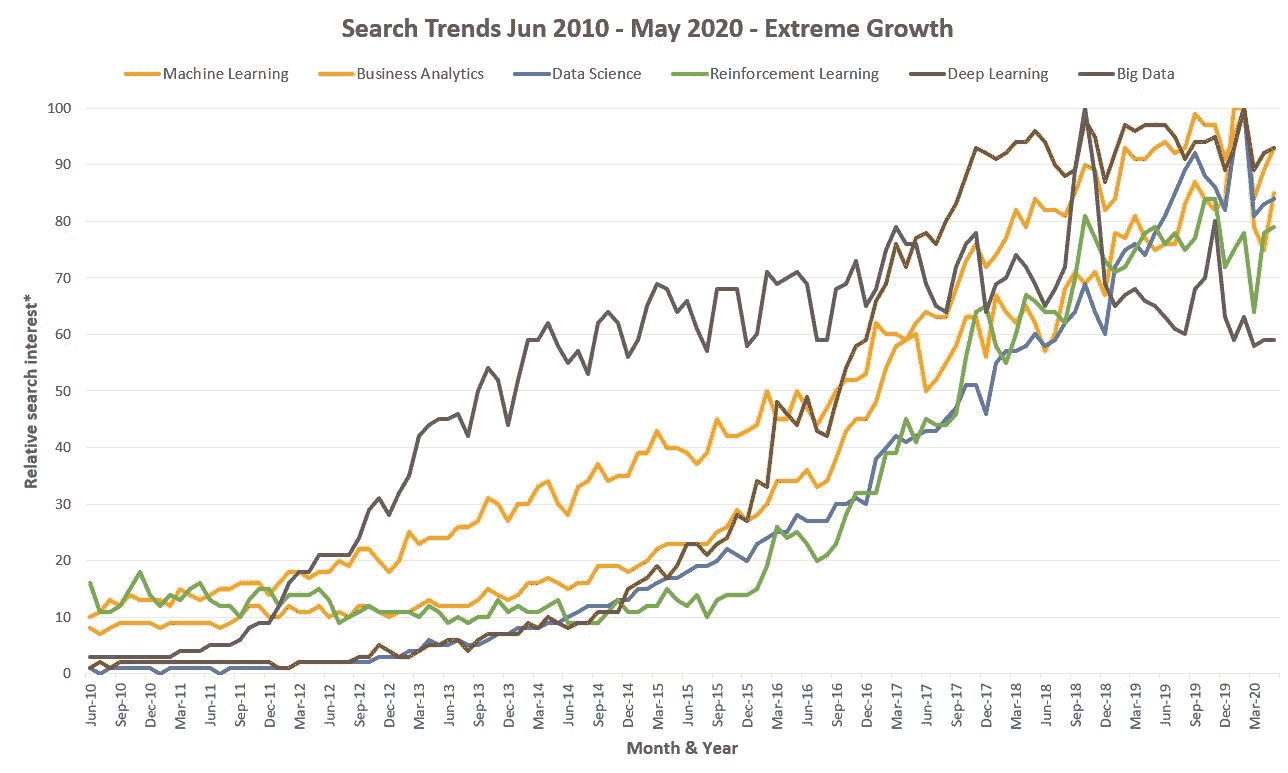 Search Trends Jun 2010 - May 2020 - Extreme Growth
Machine Learning Business Analytics Data Science Reinforcement Learning Deep Learning Big Data
100
90
80
70
60
50
40
30
20
10
0
Relative search interest*
Jun-10 Sep-10 Dec-10 Mar-11 Jun-11 Sep-11 Dec-11 Mar-12 Jun-12 Sep-12 Dec-12 Mar-13 Jun-13 Sep-13 Dec-13 Mar-14 Jun-14 Sep-14 Dec-14 Mar-15 Jun-15 Sep-15 Dec-15 Mar-16 Jun-16 Sep-16 Dec-16 Mar-17 Jun-17 Sep-17 Dec-17 Mar-18 Jun-18 Sep-18 Dec-18 Mar-19 Jun-19 Sep-19 Dec-19 Mar-20
Month & Year